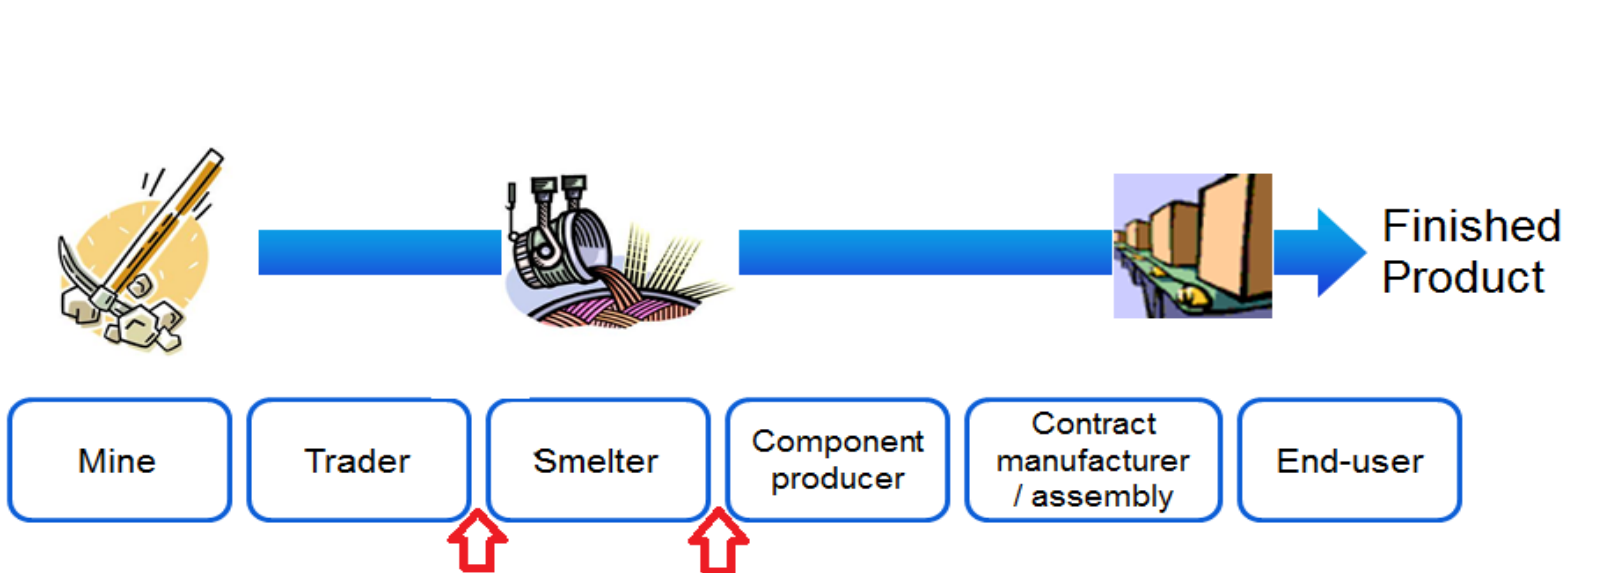 Finished
Product
Mine
Trader
Smelter
Component
producer
Contract
manufacturer
/ assembly
End-user